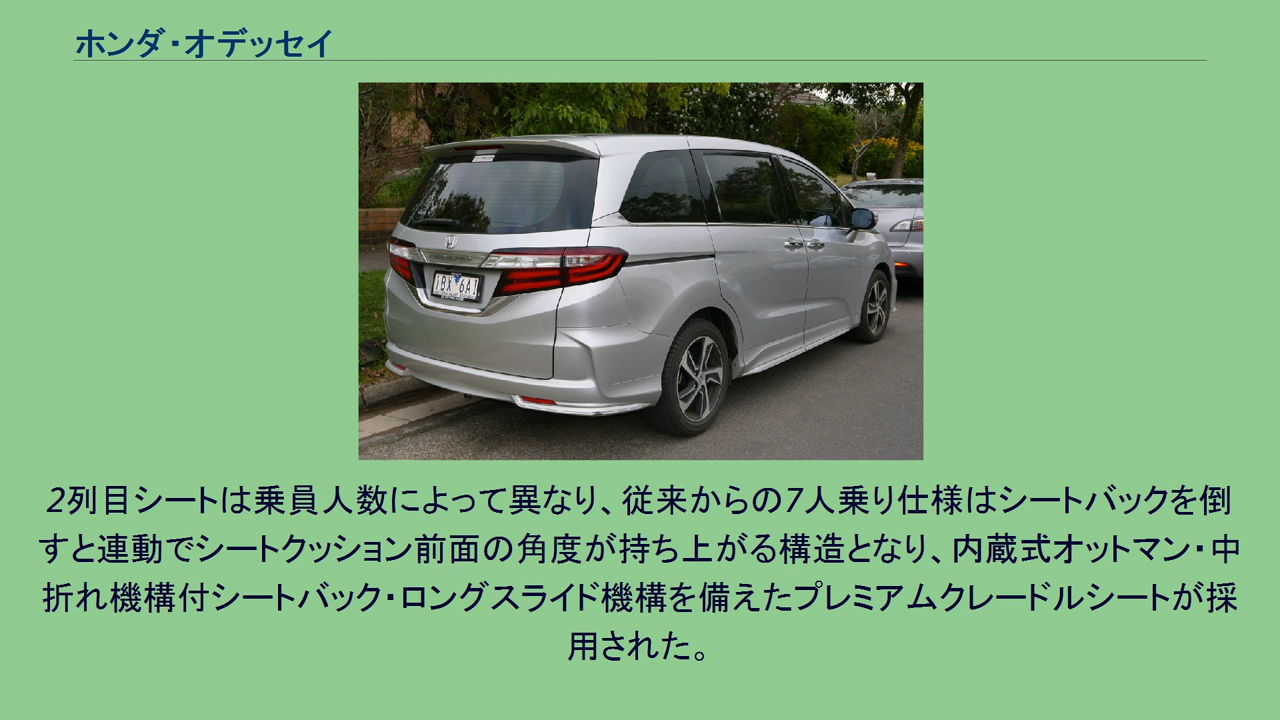 ホンダ・オデッセイ
1BX 6AI
2列目シートは乗員人数によって異なり、従来からの7人乗り仕様はシートバックを倒
すと連動でシートクッション前面の角度が持ち上がる構造となり、内蔵式オットマン・中
折れ機構付シートバック・ロングスライド機構を備えたプレミアムクレードルシートが採
用された。